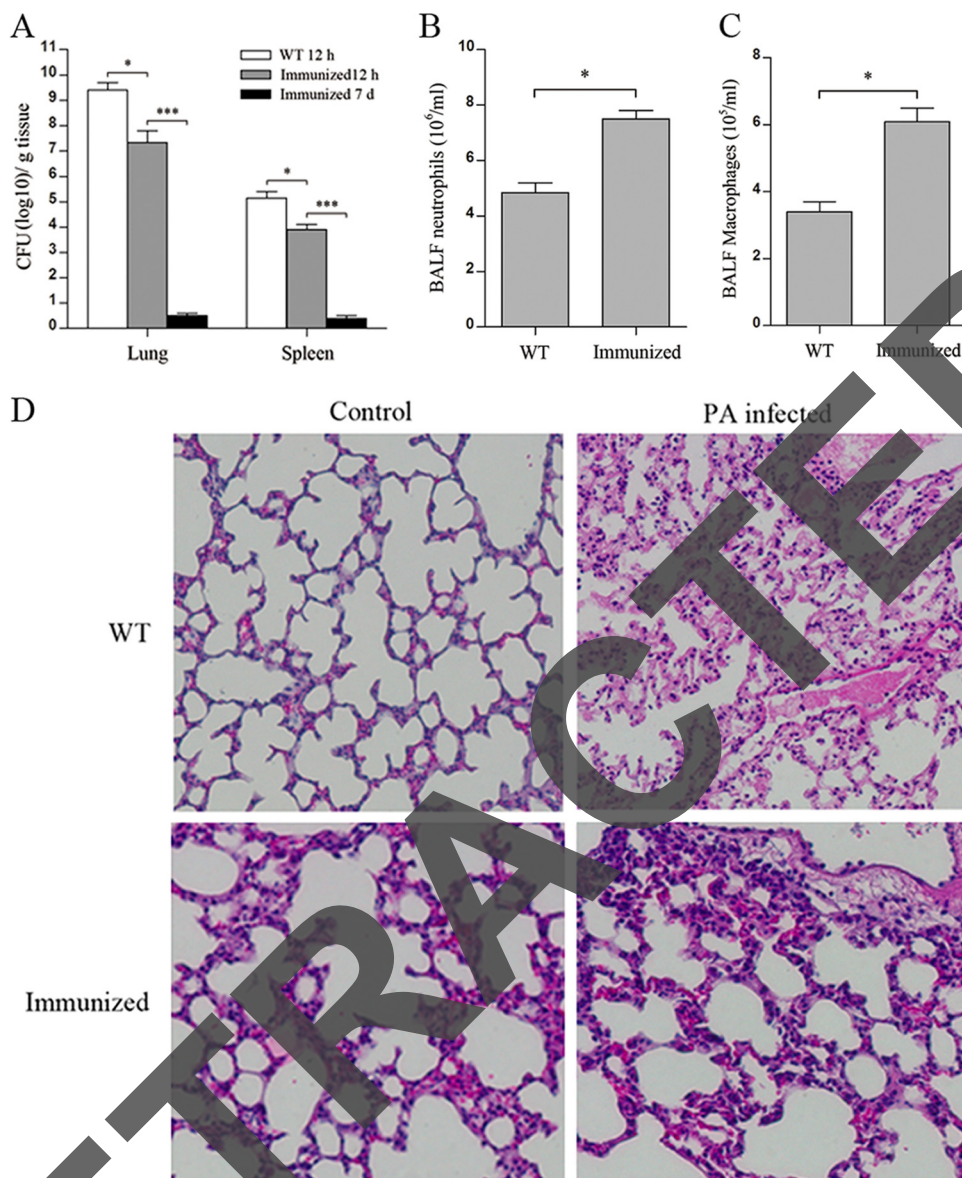 A
CFU (log10)/ g tissue
11
10
9
8
7
6
5
4
3
2
1
0
*
***
*
***
WT 12 h
Immunized12 h
Immunized 7 d
Lung
Spleen
B
BALF neutrophils (10⁶/ml)
10
8
6
4
2
0
*
WT
Immunized
C
BALF Macrophages (10⁵/ml)
8
6
4
2
0
*
WT
Immunized
D
Control
PA infected
WT
Immunized
TRACTE